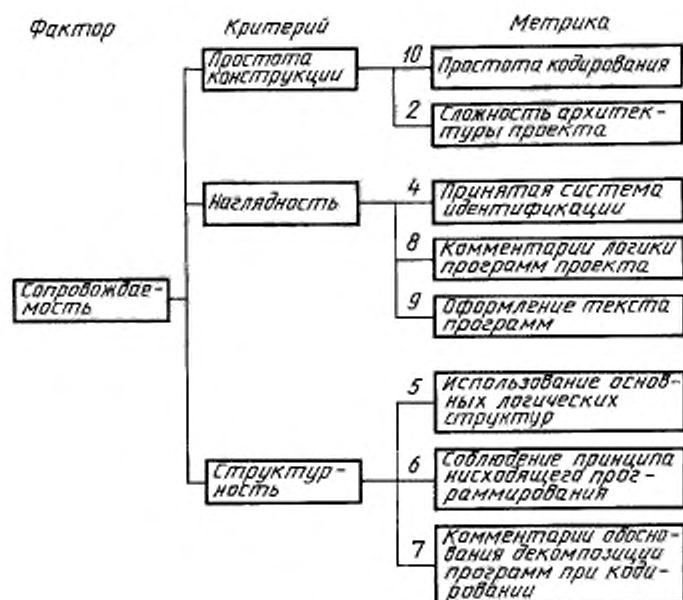 Фактор
Критерий
Метрика
Простота
конструкции
10
Простота кодирования
2
Сложность архитек-
туры проекта
Наглядность
4
Принятая система
идентификации
8
Комментарии логики
программ проекта
9
Оформление текста
программ
Сопровождае-
мость
5
Использование основ-
ных логических
структур
Структур-
ность
6
Соблюдение принципа
нисходящего прог-
раммирования
7
Комментарии обосно-
вания декомпозиции
программ при коди-
ровании